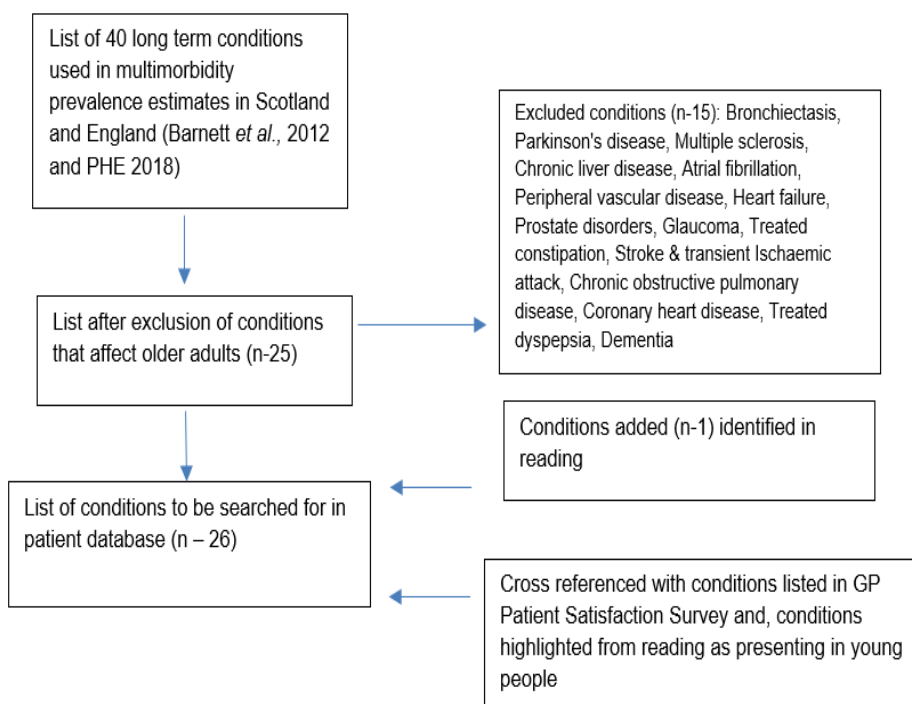 List of 40 long term conditions
used in multimorbidity
prevalence estimates in Scotland
and England (Barnett et al., 2012
and PHE 2018)
Excluded conditions (n-15): Bronchiectasis,
Parkinson's disease, Multiple sclerosis,
Chronic liver disease, Atrial fibrillation,
Peripheral vascular disease, Heart failure,
Prostate disorders, Glaucoma, Treated
constipation, Stroke & transient Ischaemic
attack, Chronic obstructive pulmonary
disease, Coronary heart disease, Treated
dyspepsia, Dementia
List after exclusion of conditions
that affect older adults (n-25)
Conditions added (n-1) identified in
reading
List of conditions to be searched for in
patient database (n – 26)
Cross referenced with conditions listed in GP
Patient Satisfaction Survey and, conditions
highlighted from reading as presenting in young
people